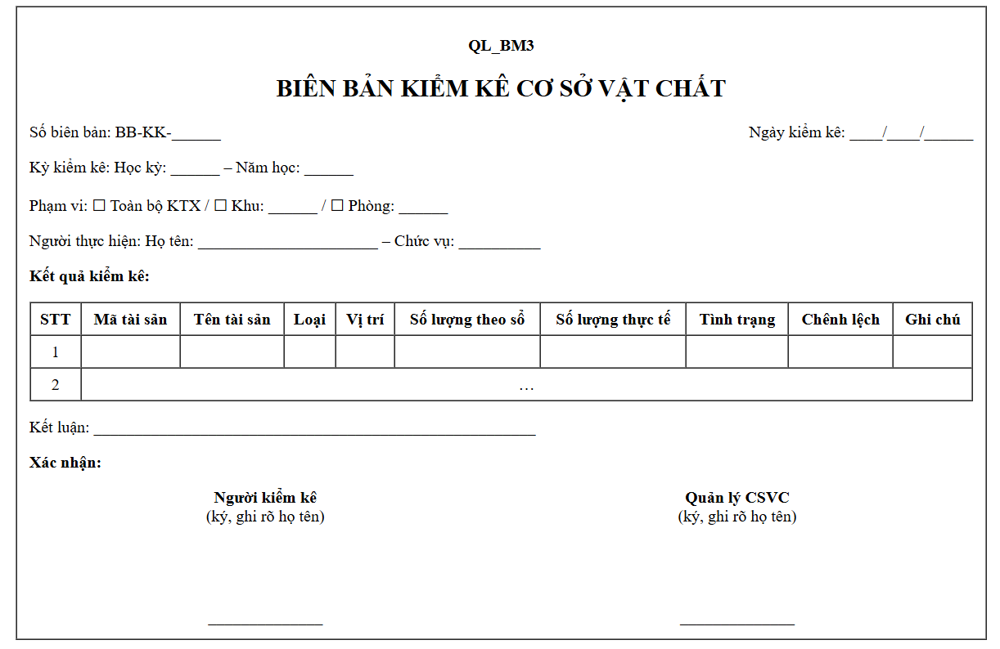 QL_BM3
BIÊN BẢN KIỂM KÊ CƠ SỞ VẬT CHẤT
Số biên bản: BB-KK-______ Ngày kiểm kê: ____/____/______
Kỳ kiểm kê: Học kỳ: ______ – Năm học: ______
Phạm vi: ☐ Toàn bộ KTX / ☐ Khu: ______ / ☐ Phòng: ______
Người thực hiện: Họ tên: ______________________ – Chức vụ: __________
Kết quả kiểm kê:
STT Mã tài sản Tên tài sản Loại Vị trí Số lượng theo sổ Số lượng thực tế Tình trạng Chênh lệch Ghi chú
1
2 …
Kết luận: ______________________________________________________
Xác nhận:
Người kiểm kê Quản lý CSVC
(ký, ghi rõ họ tên) (ký, ghi rõ họ tên)
______________ ______________